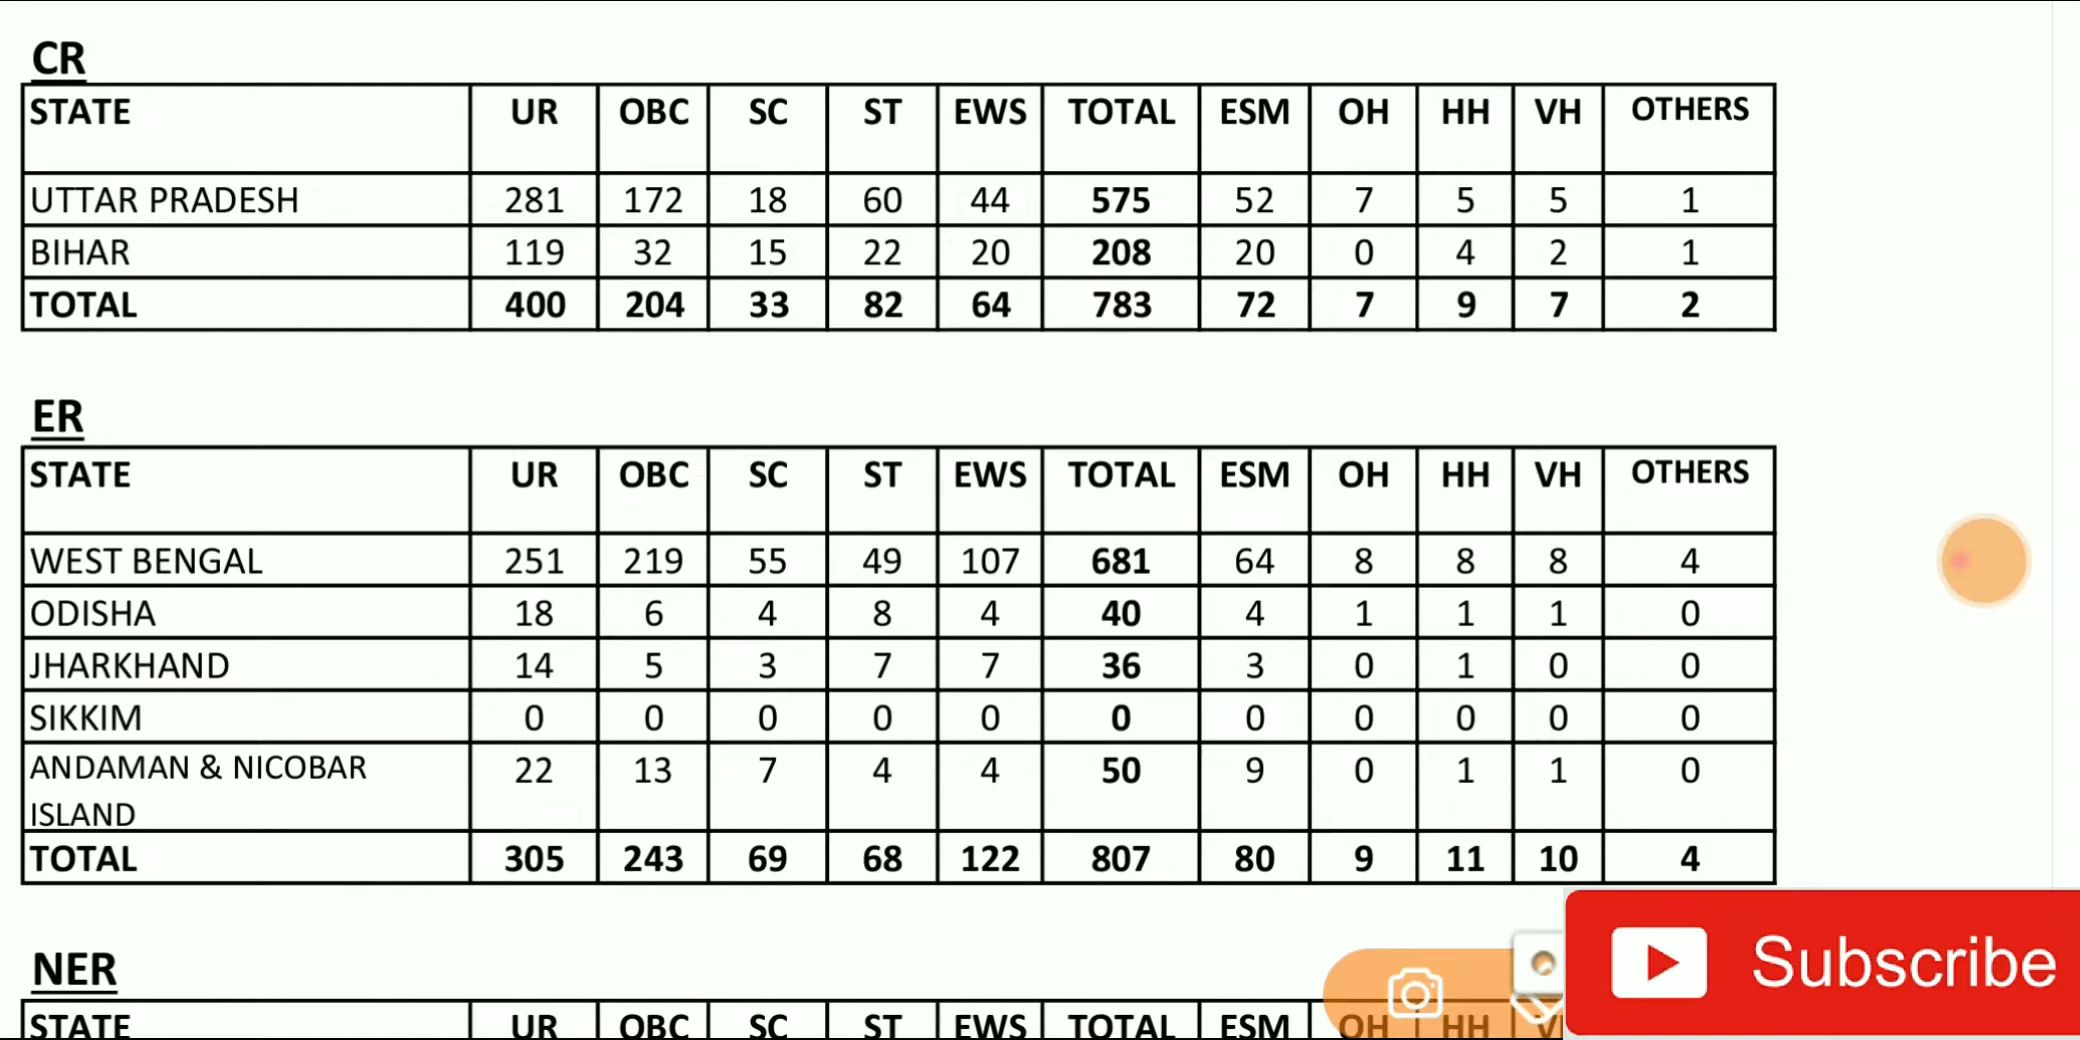 CR
STATE UR OBC SC ST EWS TOTAL ESM OH HH VH OTHERS
UTTAR PRADESH 281 172 18 60 44 575 52 7 5 5 1
BIHAR 119 32 15 22 20 208 20 0 4 2 1
TOTAL 400 204 33 82 64 783 72 7 9 7 2
ER
STATE UR OBC SC ST EWS TOTAL ESM OH HH VH OTHERS
WEST BENGAL 251 219 55 49 107 681 64 8 8 8 4
ODISHA 18 6 4 8 4 40 4 1 1 1 0
JHARKHAND 14 5 3 7 7 36 3 0 1 0 0
SIKKIM 0 0 0 0 0 0 0 0 0 0 0
ANDAMAN & NICOBAR
ISLAND 22 13 7 4 4 50 9 0 1 1 0
TOTAL 305 243 69 68 122 807 80 9 11 10 4
NER
STATE UR OBC SC ST EWS TOTAL ESM OH HH
Subscribe